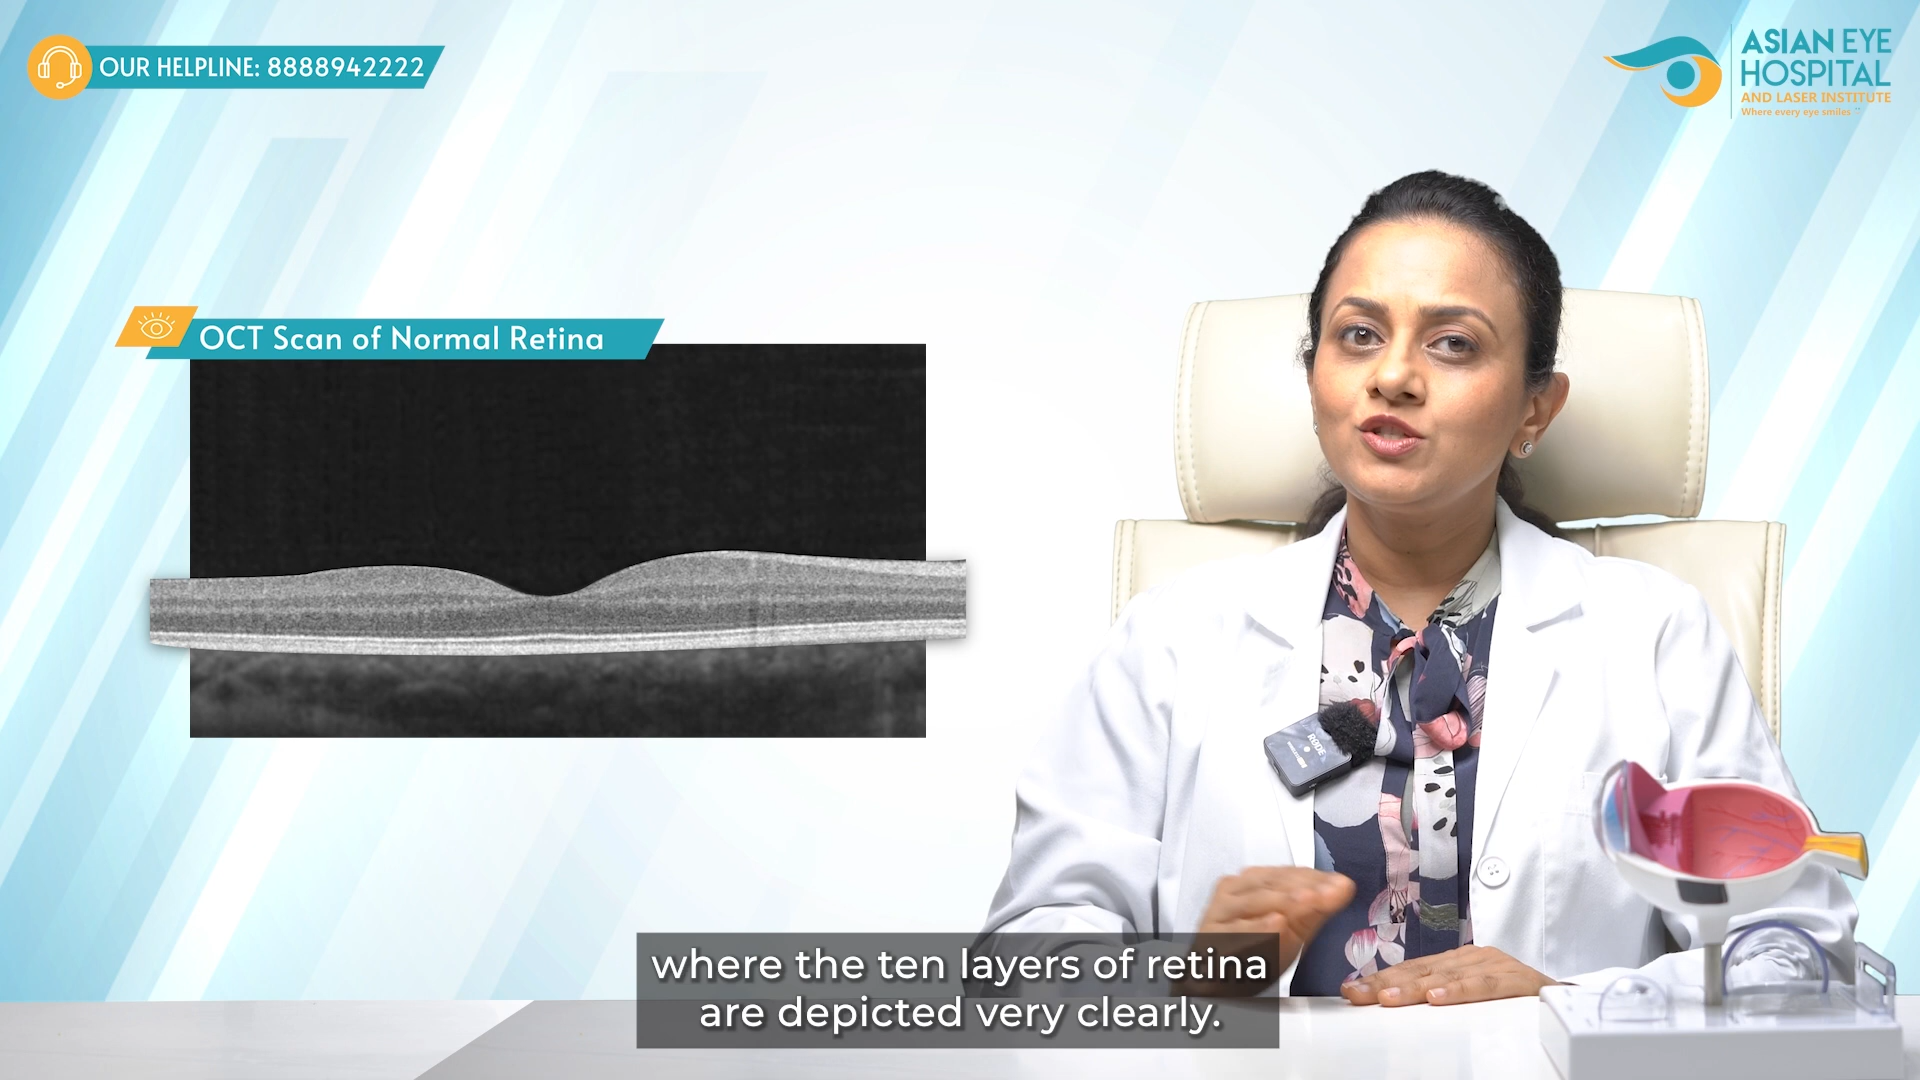 OUR HELPLINE: 8888942222
ASIAN EYE
HOSPITAL
AND LASER INSTITUTE
Where every eye smiles
OCT Scan of Normal Retina
RØDE
where the ten layers of retina
are depicted very clearly.